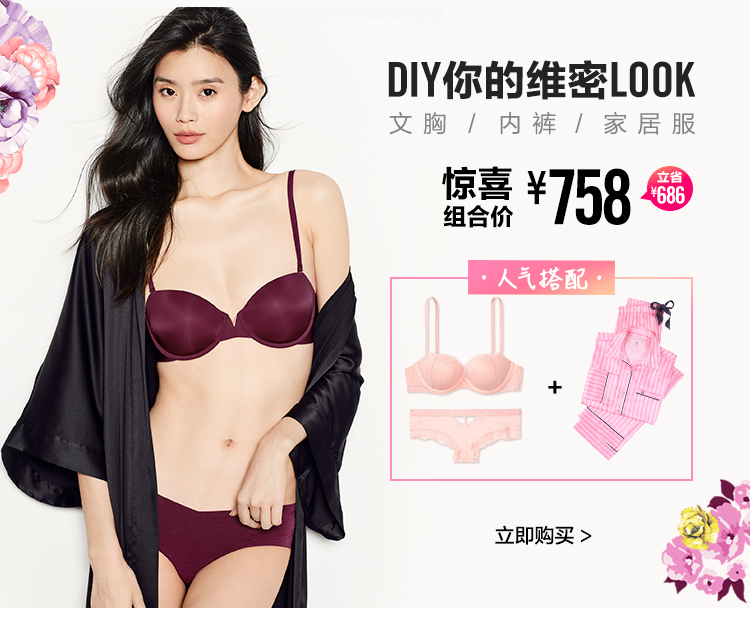 DIY你的维密LOOK
文胸 / 内裤 / 家居服
惊喜
组合价
¥758
立省
¥686
·人气搭配·
+
立即购买 >